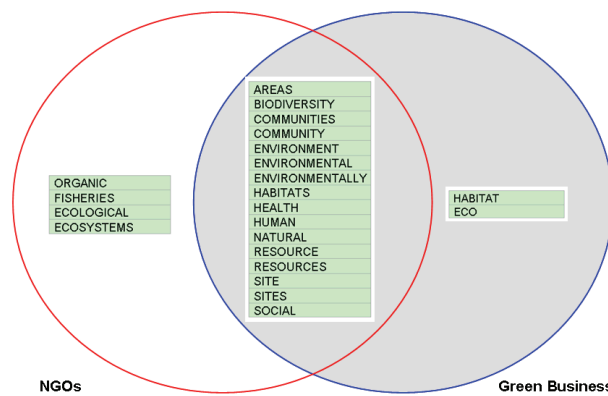 AREAS
BIODIVERSITY
COMMUNITIES
COMMUNITY
ENVIRONMENT
ENVIRONMENTAL
ENVIRONMENTALLY
HABITATS
HEALTH
HUMAN
NATURAL
RESOURCE
RESOURCES
SITE
SITES
SOCIAL
ORGANIC
FISHERIES
ECOLOGICAL
ECOSYSTEMS
HABITAT
ECO
NGOs
Green Business